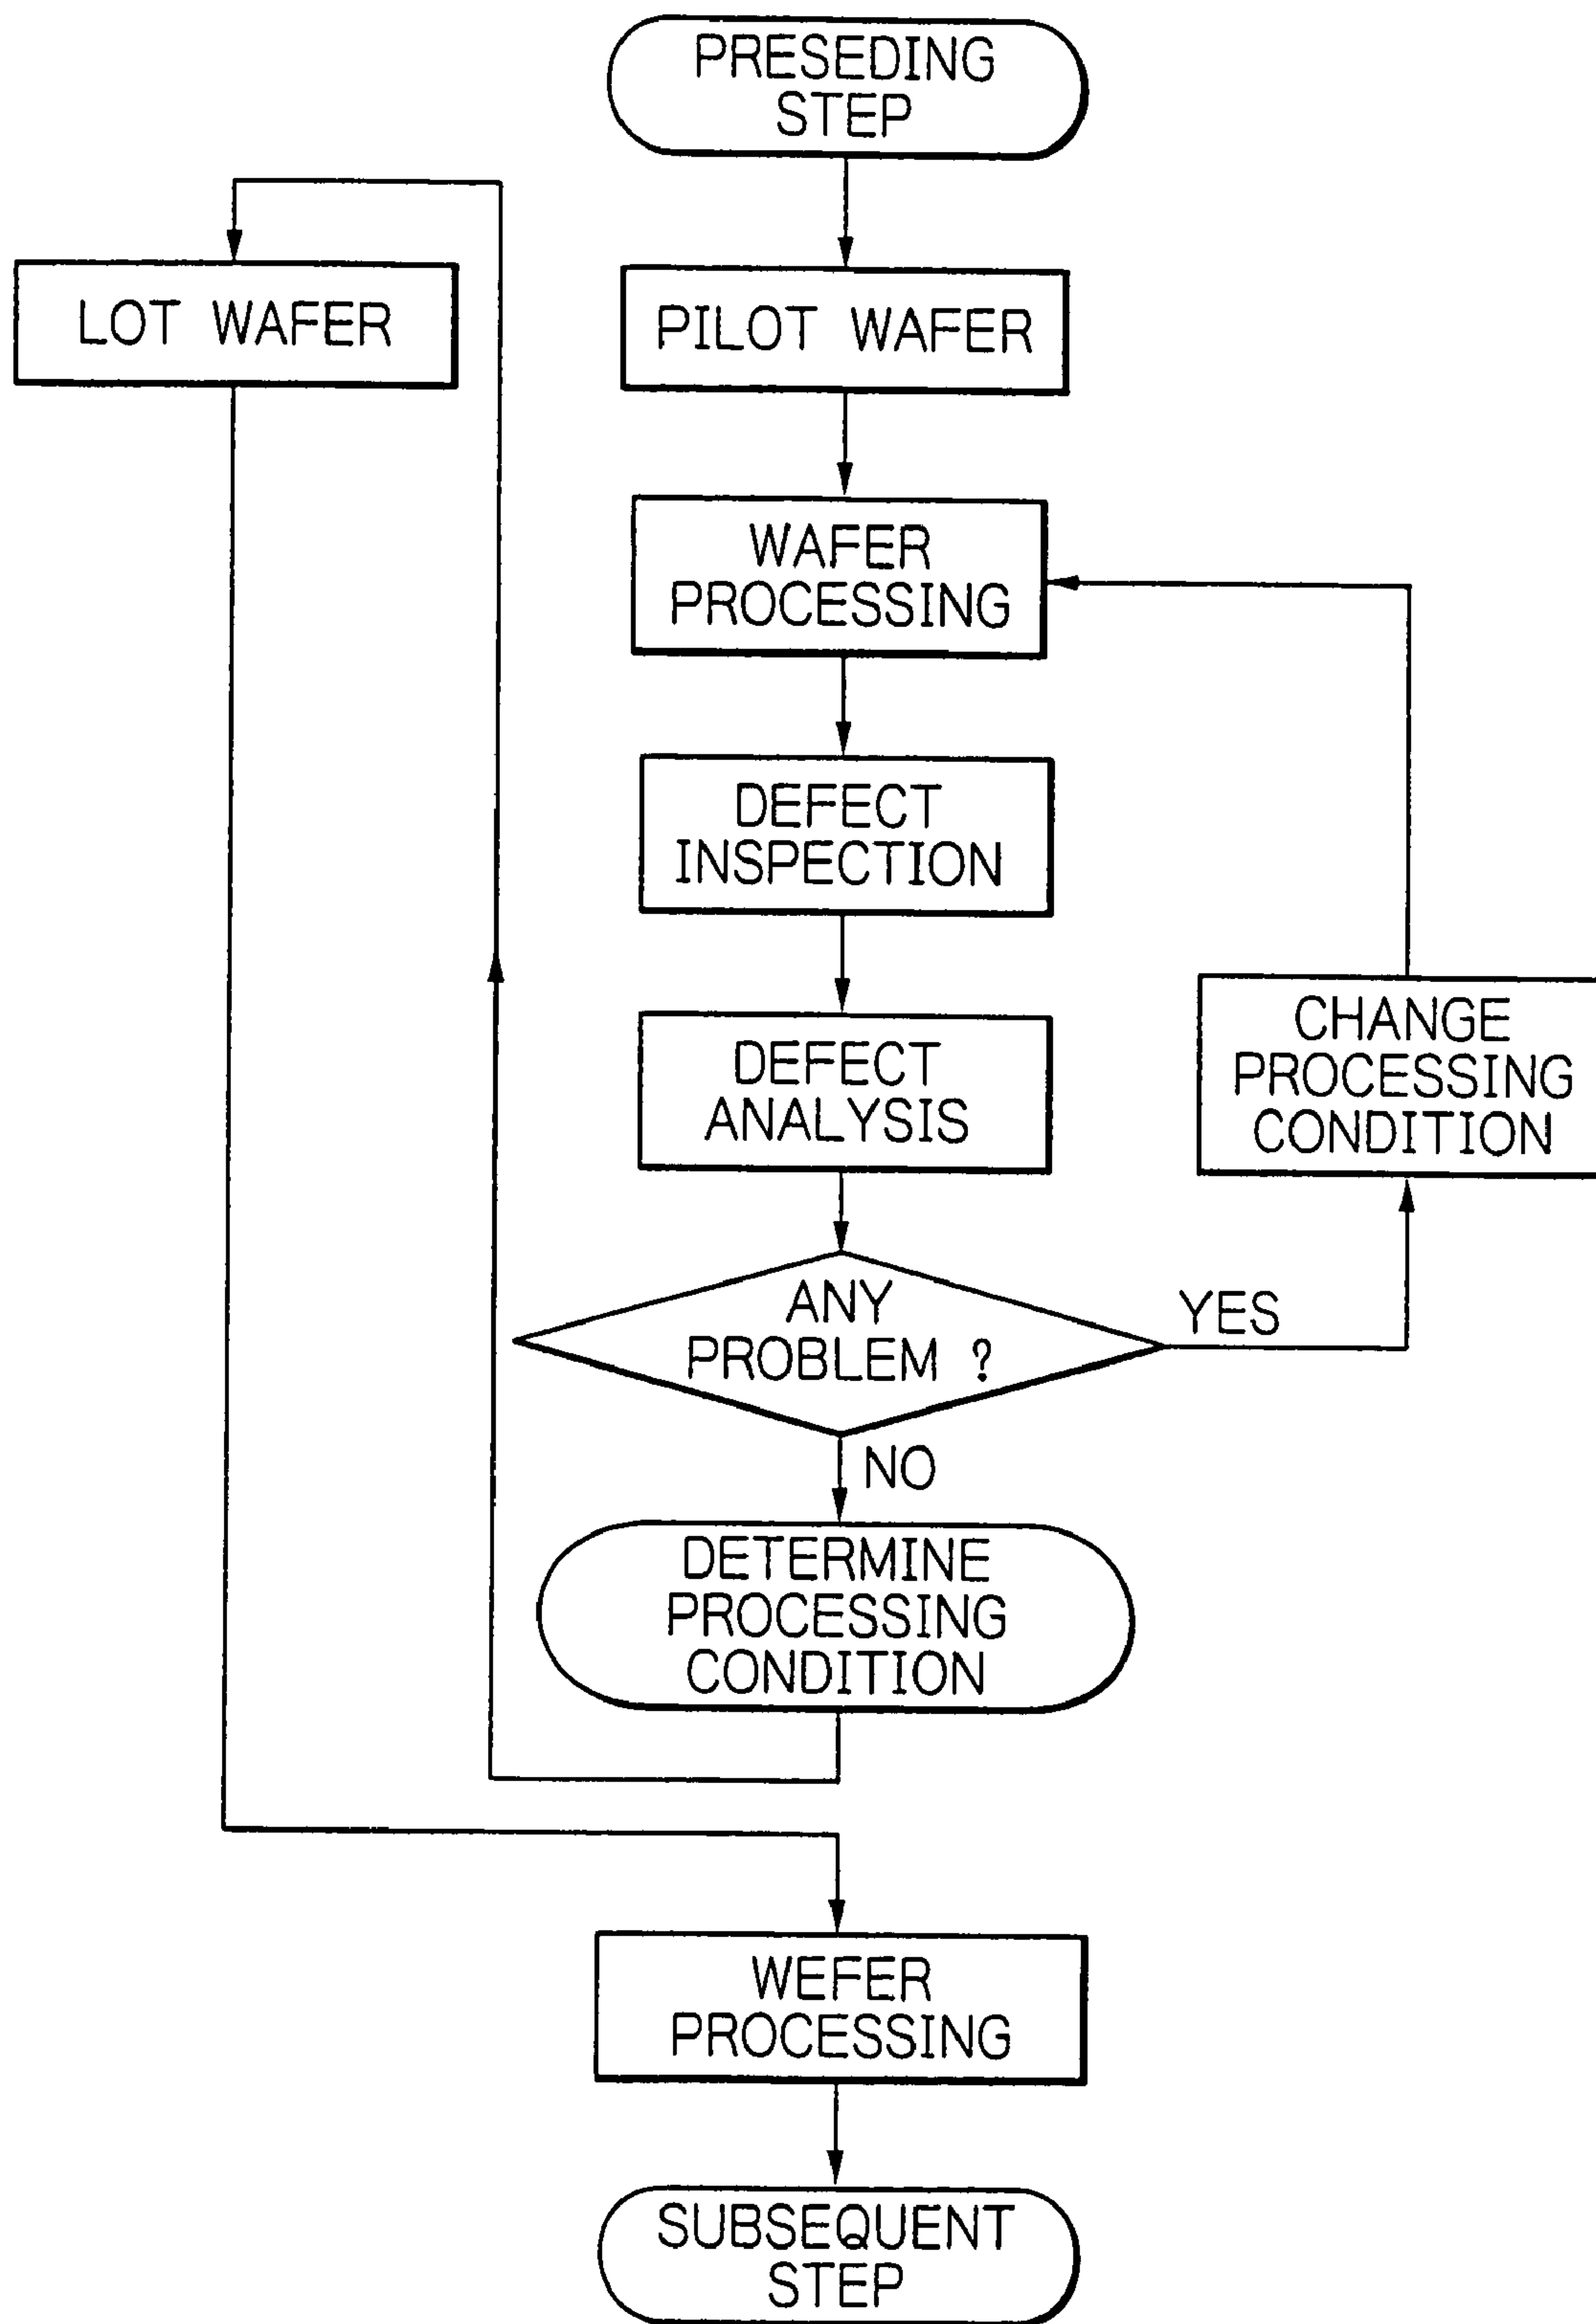 PRESEDING
STEP
LOT WAFER
PILOT WAFER
WAFER
PROCESSING
DEFECT
INSPECTION
DEFECT
ANALYSIS
CHANGE
PROCESSING
CONDITION
ANY
PROBLEM ?
YES
NO
DETERMINE
PROCESSING
CONDITION
WEFER
PROCESSING
SUBSEQUENT
STEP